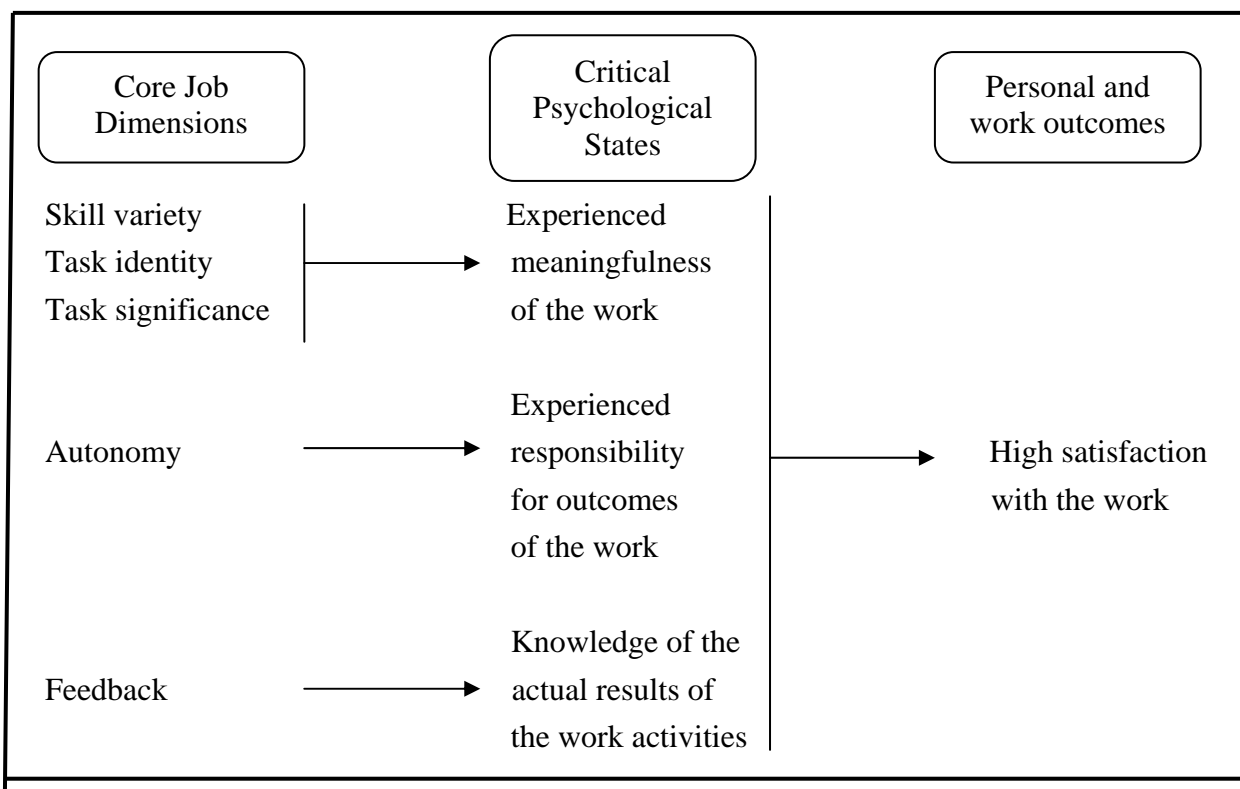 Core Job
Dimensions
Critical
Psychological
States
Personal and
work outcomes
Skill variety
Task identity
Task significance
Experienced
meaningfulness
of the work
Autonomy
Experienced
responsibility
for outcomes
of the work
High satisfaction
with the work
Feedback
Knowledge of the
actual results of
the work activities